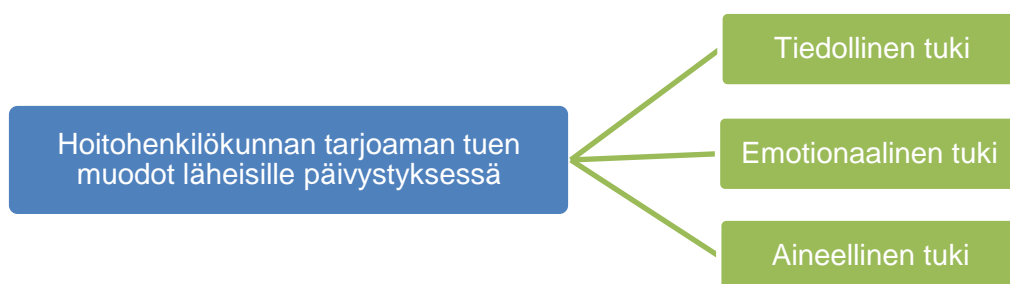 Hoitohenkilökunnan tarjoaman tuen
muodot läheisille päivystyksessä
Tiedollinen tuki
Emotionaalinen tuki
Aineellinen tuki